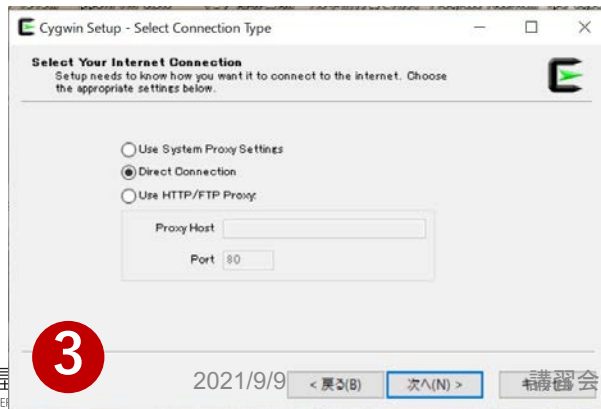 Cygwin Setup - Select Connection Type
Select Your Internet Connection
Setup needs to know how you want it to connect to the internet. Choose
the appropriate settings below.
Use System Proxy Settings
Direct Connection
Use HTTP/FTP Proxy:
Proxy Host
Port 80
3
2021/9/9
< 戻る(B)
次へ(N) >
講習会